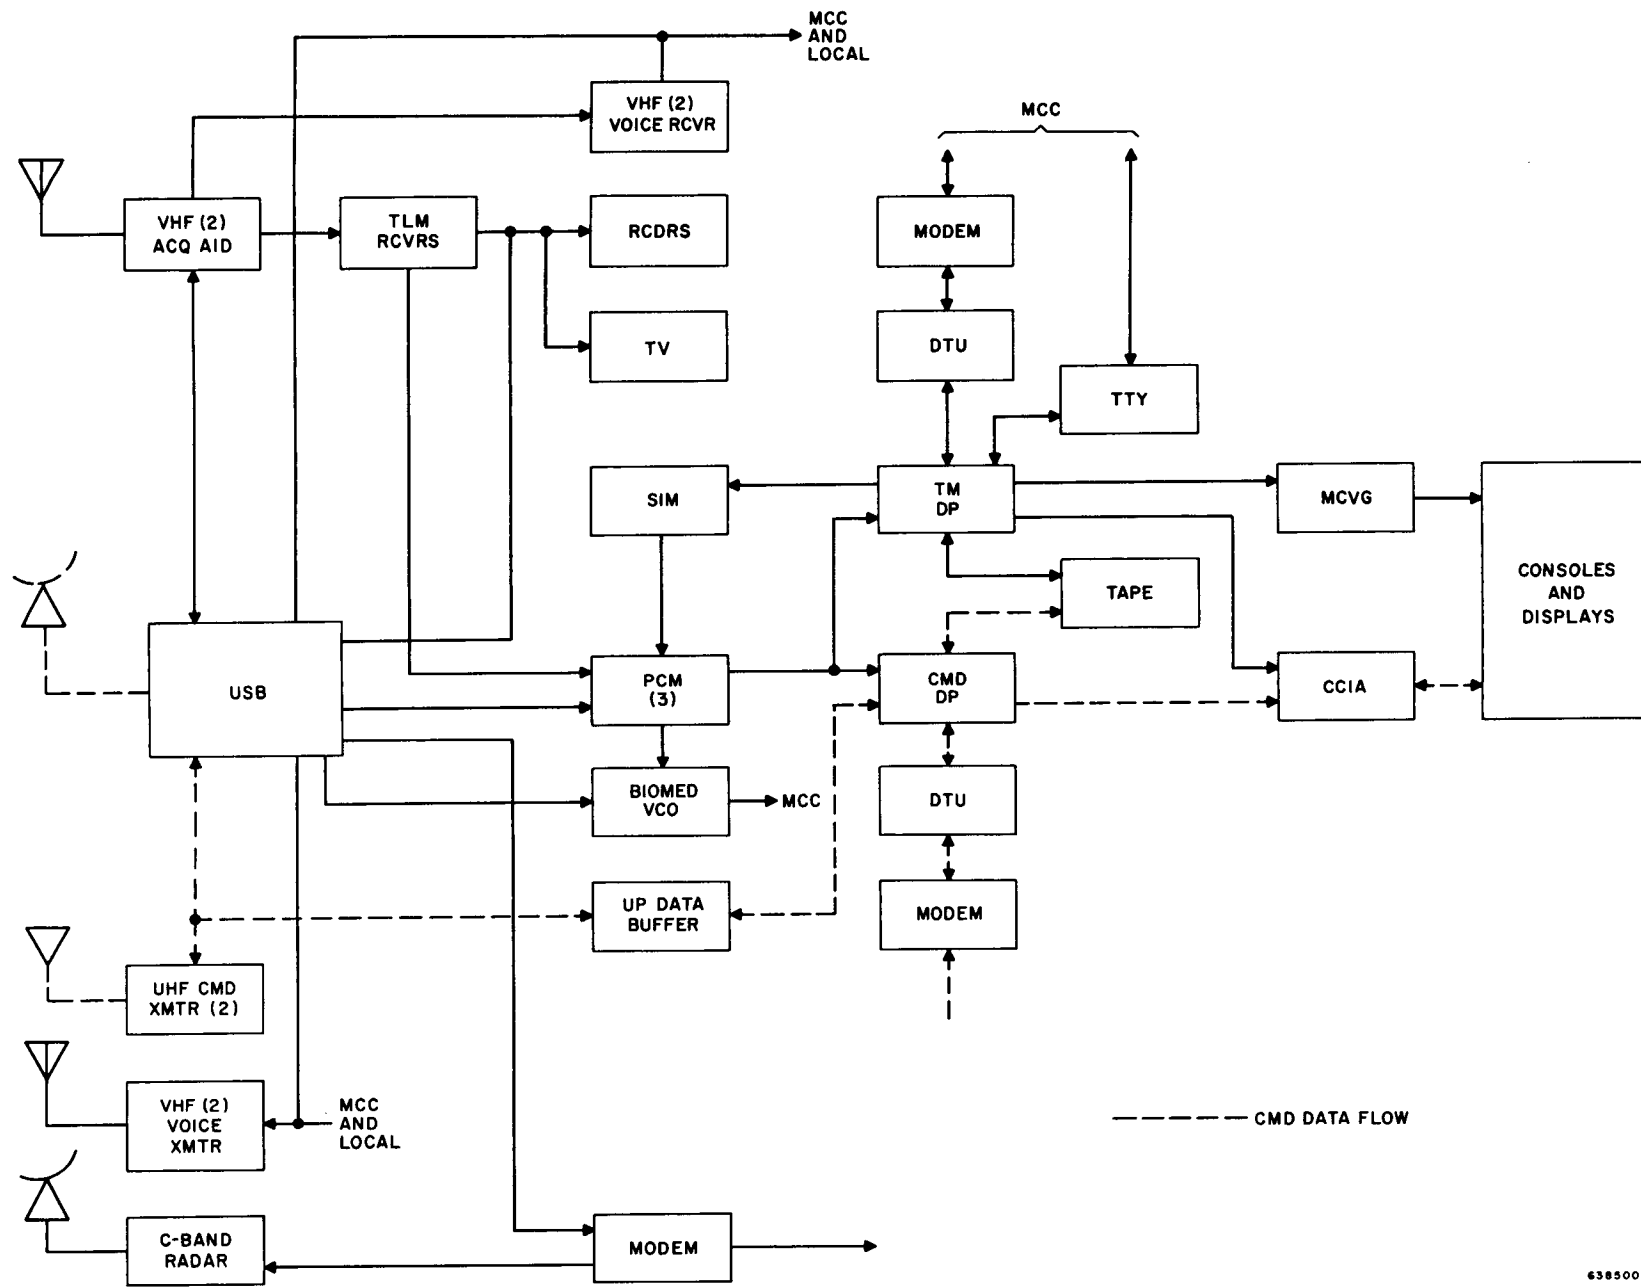 MCC
AND
LOCAL
VHF (2)
VOICE RCVR
MCC
VHF (2)
ACQ AID
TLM
RCVRS
RCDRS
MODEM
TV
DTU
TTY
SIM
TM
DP
MCVG
CONSOLES
AND
DISPLAYS
TAPE
USB
PCM
(3)
CMD
DP
CCIA
BIOMED
VCO
MCC
DTU
UP DATA
BUFFER
MODEM
UHF CMD
XMTR (2)
VHF (2)
VOICE
XMTR
MCC
AND
LOCAL
CMD DATA FLOW
C-BAND
RADAR
MODEM
638500